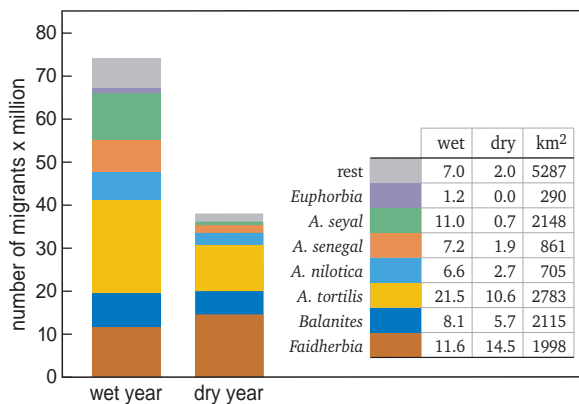 number of migrants x million
80
70
60
50
40
30
20
10
0
wet year dry year
wet dry km²
rest 7.0 2.0 5287
Euphorbia 1.2 0.0 290
A. seyal 11.0 0.7 2148
A. senegal 7.2 1.9 861
A. nilotica 6.6 2.7 705
A. tortilis 21.5 10.6 2783
Balanites 8.1 5.7 2115
Faidherbia 11.6 14.5 1998